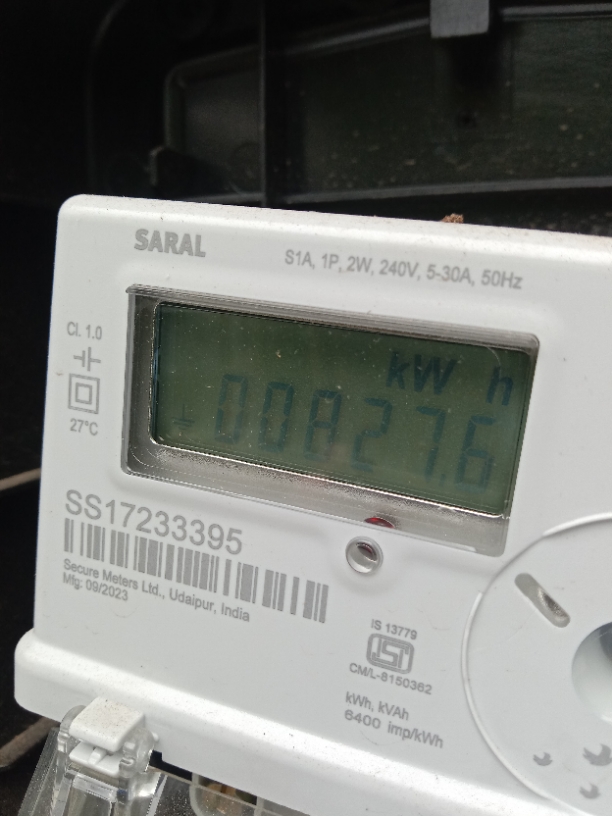 SARAL
S1A, 1P, 2W, 240V, 5-30A, 50Hz
Cl. 1.0
27°C
kW h
00827.6
SS17233395
Secure Meters Ltd., Udaipur, India
Mfg: 09/2023
IS 13779
ISI
CM/L-8150362
kWh, kVAh
6400 imp/kWh